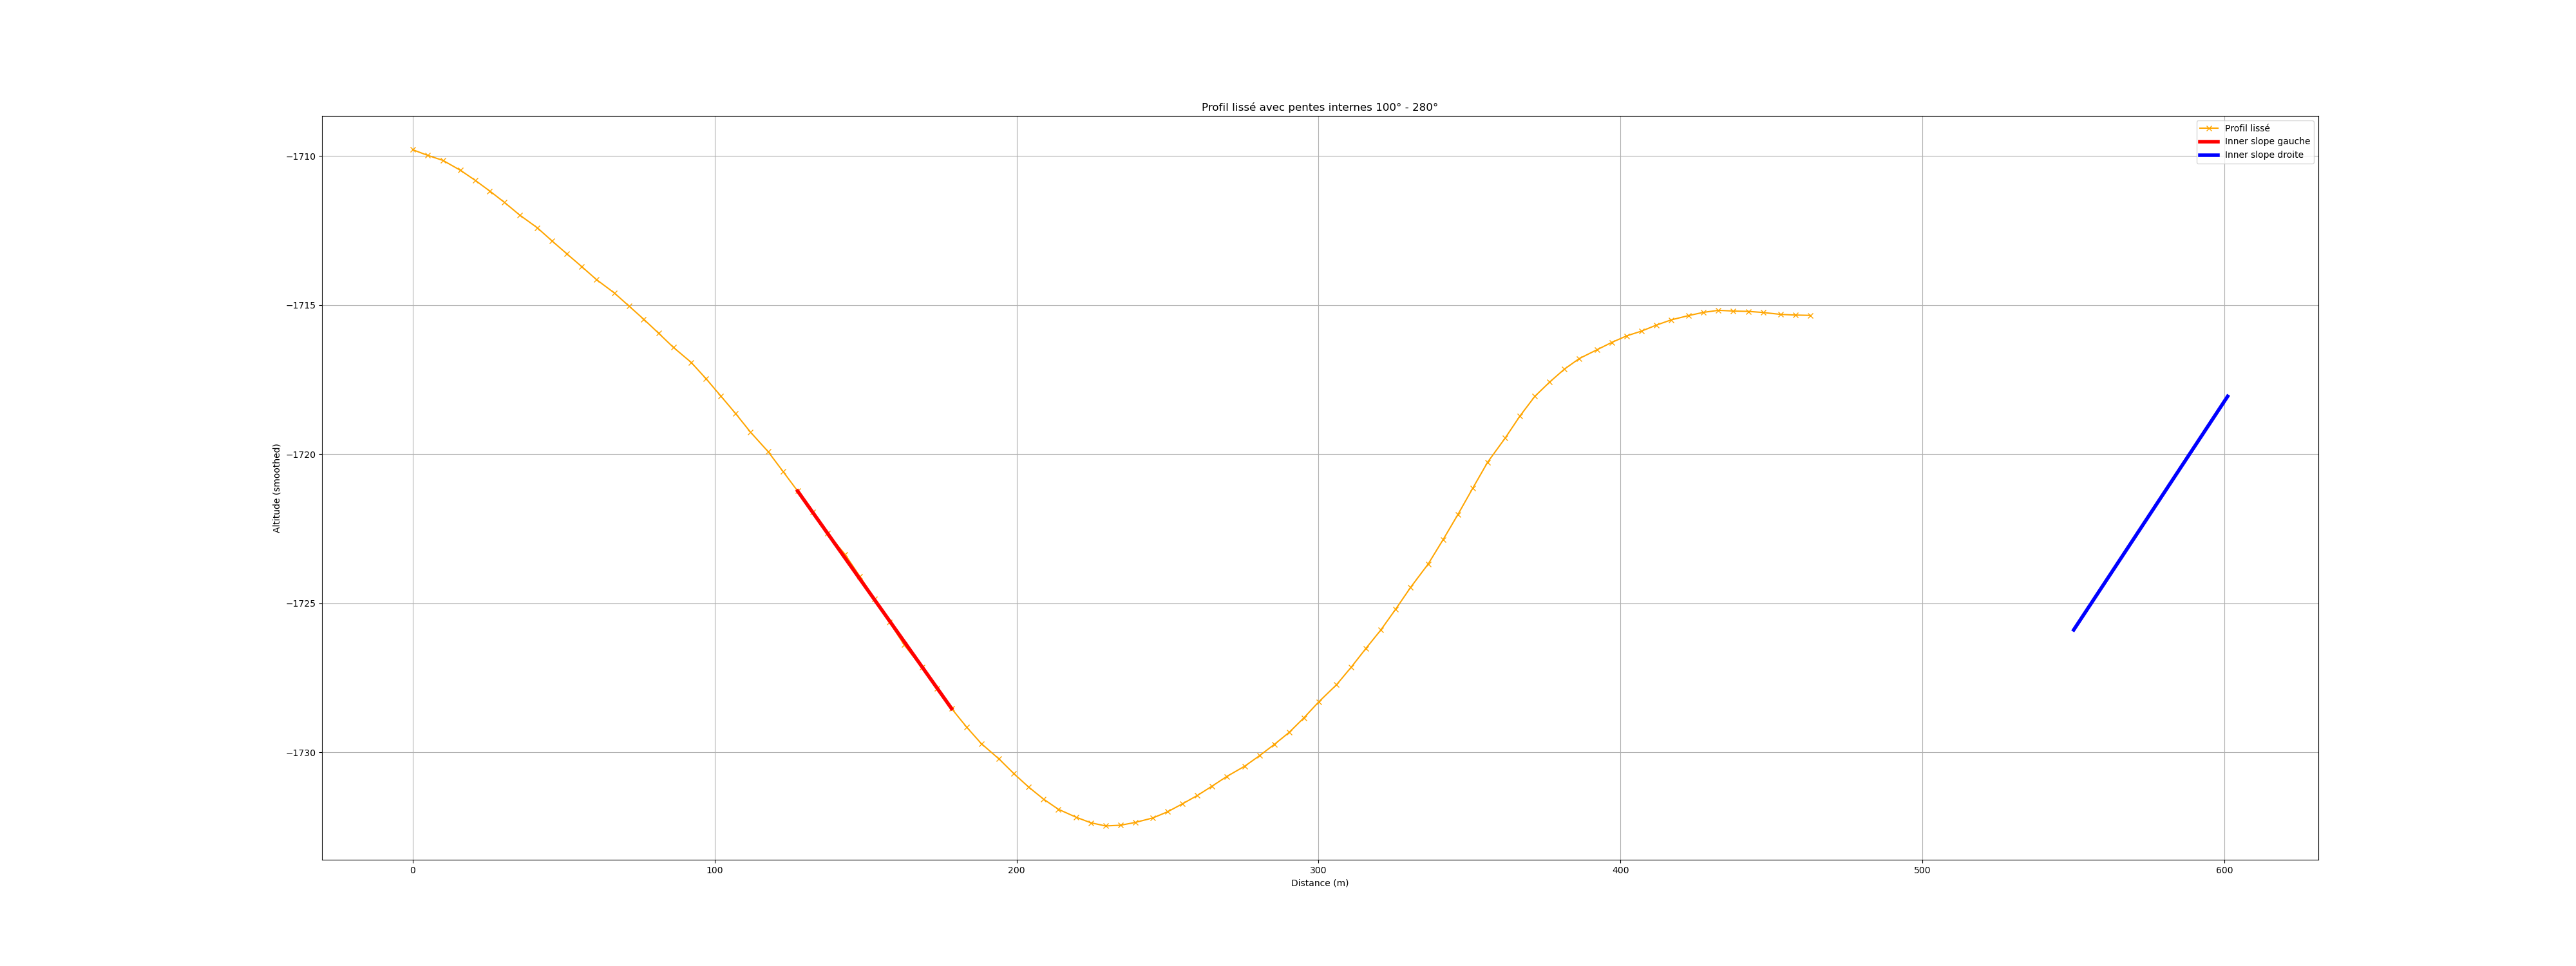 Profil lissé avec pentes internes 100° - 280°
Profil lissé
Inner slope gauche
Inner slope droite
−1710
−1715
−1720
−1725
−1730
Altitude (smoothed)
0 100 200 300 400 500 600
Distance (m)